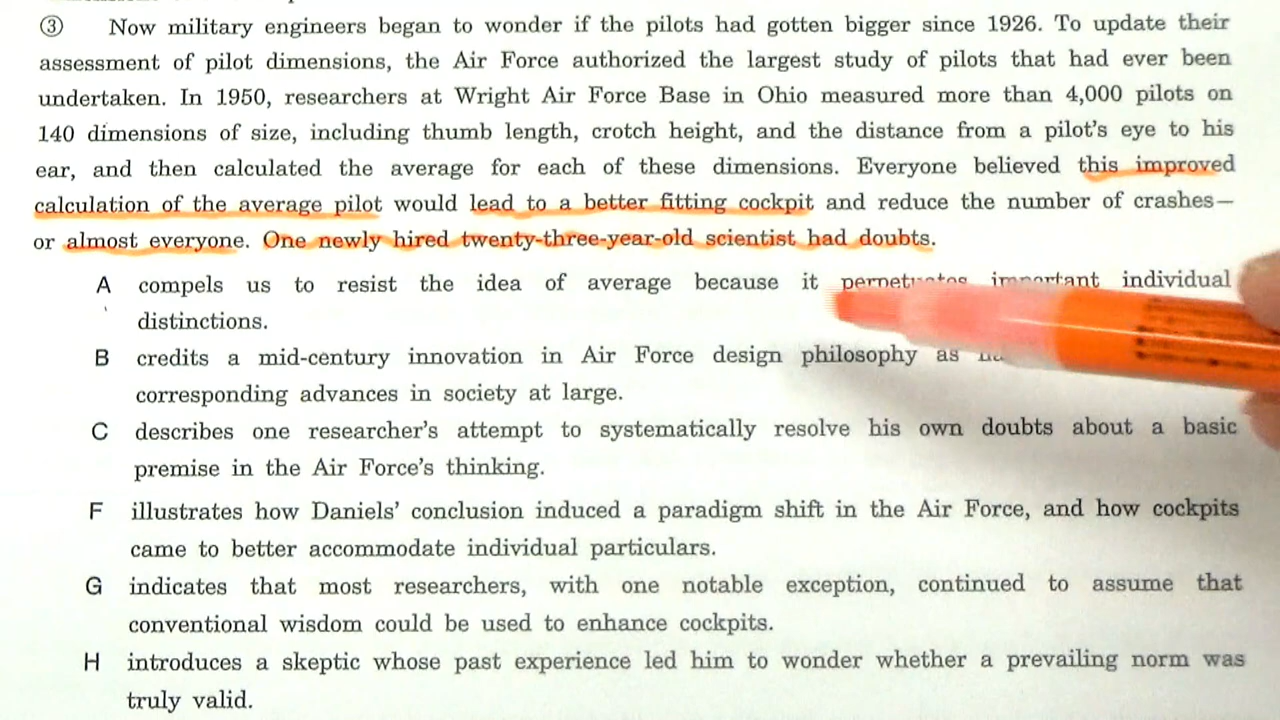 ③ Now military engineers began to wonder if the pilots had gotten bigger since 1926. To update their
assessment of pilot dimensions, the Air Force authorized the largest study of pilots that had ever been
undertaken. In 1950, researchers at Wright Air Force Base in Ohio measured more than 4,000 pilots on
140 dimensions of size, including thumb length, crotch height, and the distance from a pilot's eye to his
ear, and then calculated the average for each of these dimensions. Everyone believed this improved
calculation of the average pilot would lead to a better fitting cockpit and reduce the number of crashes—
or almost everyone. One newly hired twenty-three-year-old scientist had doubts.
A compels us to resist the idea of average because it perpetuates important individual
distinctions.
B credits a mid-century innovation in Air Force design philosophy as
corresponding advances in society at large.
C describes one researcher's attempt to systematically resolve his own doubts about a basic
premise in the Air Force's thinking.
F illustrates how Daniels' conclusion induced a paradigm shift in the Air Force, and how cockpits
came to better accommodate individual particulars.
G indicates that most researchers, with one notable exception, continued to assume that
conventional wisdom could be used to enhance cockpits.
H introduces a skeptic whose past experience led him to wonder whether a prevailing norm was
truly valid.